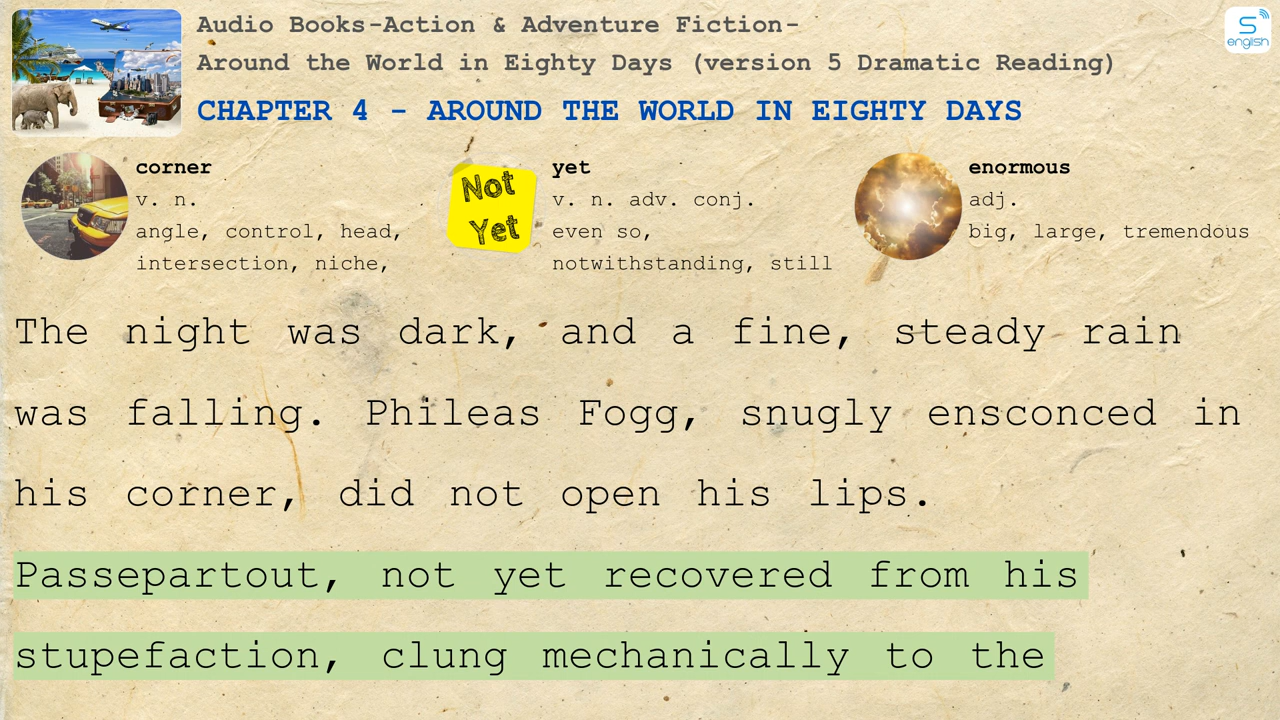 Audio Books-Action & Adventure Fiction-
Around the World in Eighty Days (version 5 Dramatic Reading)
CHAPTER 4 - AROUND THE WORLD IN EIGHTY DAYS
S
english
corner
v. n.
angle, control, head,
intersection, niche,
Not
Yet
yet
v. n. adv. conj.
even so,
notwithstanding, still
enormous
adj.
big, large, tremendous
The night was dark, and a fine, steady rain
was falling. Phileas Fogg, snugly ensconced in
his corner, did not open his lips.
Passepartout, not yet recovered from his
stupefaction, clung mechanically to the